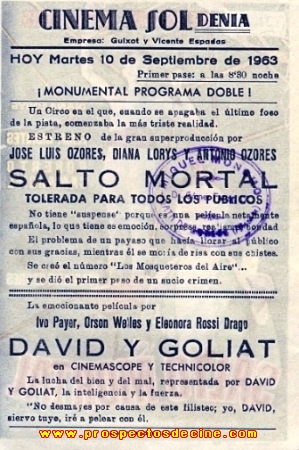 CINEMA SOL DENIA
Empresa: Guixot y Vicente Espadas
HOY Martes 10 de Septiembre de 1963
Primer pase: a las 8'30 noche
¡MONUMENTAL PROGRAMA DOBLE!
Un Circo en el que, cuando se apagaba el último foso
de la pista, comenzaba la más triste realidad.
ESTRENO de la gran superproducción por
JOSE LUIS OZORES, DIANA LORYS y ANTONIO OZORES
SALTO MORTAL
TOLERADA PARA TODOS LOS PUBLICOS
No tiene "suspense" porque es una película netamente
española, lo que tiene es emoción, sorpresa, realismo
El problema de un payaso que hacía llorar al público
con sus gracias, mientras él se moría de risa con sus chistes.
Se creó el número "Los Mosqueteros del Aire"...
y se dió el primer paso de un sucio crimen.
La emocionante película por
Ivo Payer, Orson Welles y Eleonora Rossi Drago
DAVID Y GOLIAT
en CINEMASCOPE Y TECHNICOLOR
La lucha del bien y del mal, representada por DAVID
Y GOLIAT, la inteligencia y la fuerza.
"No desmayes por causa de este filisteo; yo, DAVID,
siervo tuyo, iré a pelear con él.
www.prospectosdecine.com